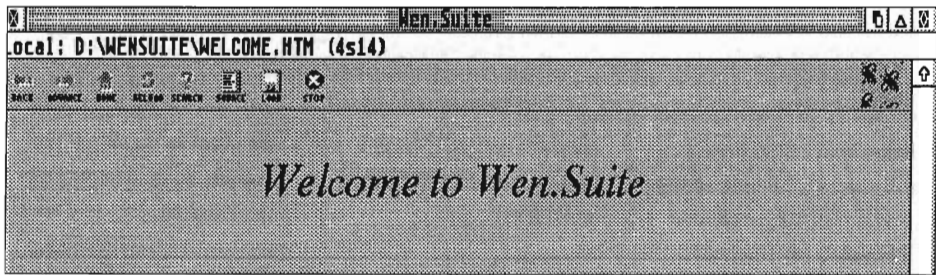 Wen.Suite
ocal: D:\WENSUITE\WELCOME.HTM (4s14)
BACK ADVANCE HOME RELOAD SEARCH SOURCE LOAD STOP
Welcome to Wen.Suite